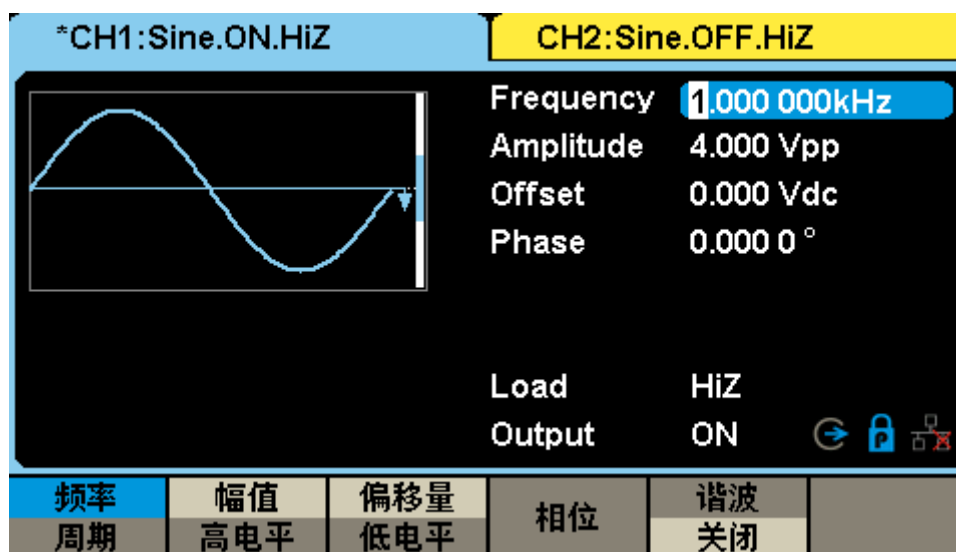 *CH1:Sine.ON.HiZ
CH2:Sine.OFF.HiZ
Frequency 1.000 000kHz
Amplitude 4.000 Vpp
Offset 0.000 Vdc
Phase 0.000 0 °
Load HiZ
Output ON
频率 幅值 偏移量 相位 谐波
周期 高电平 低电平 关闭